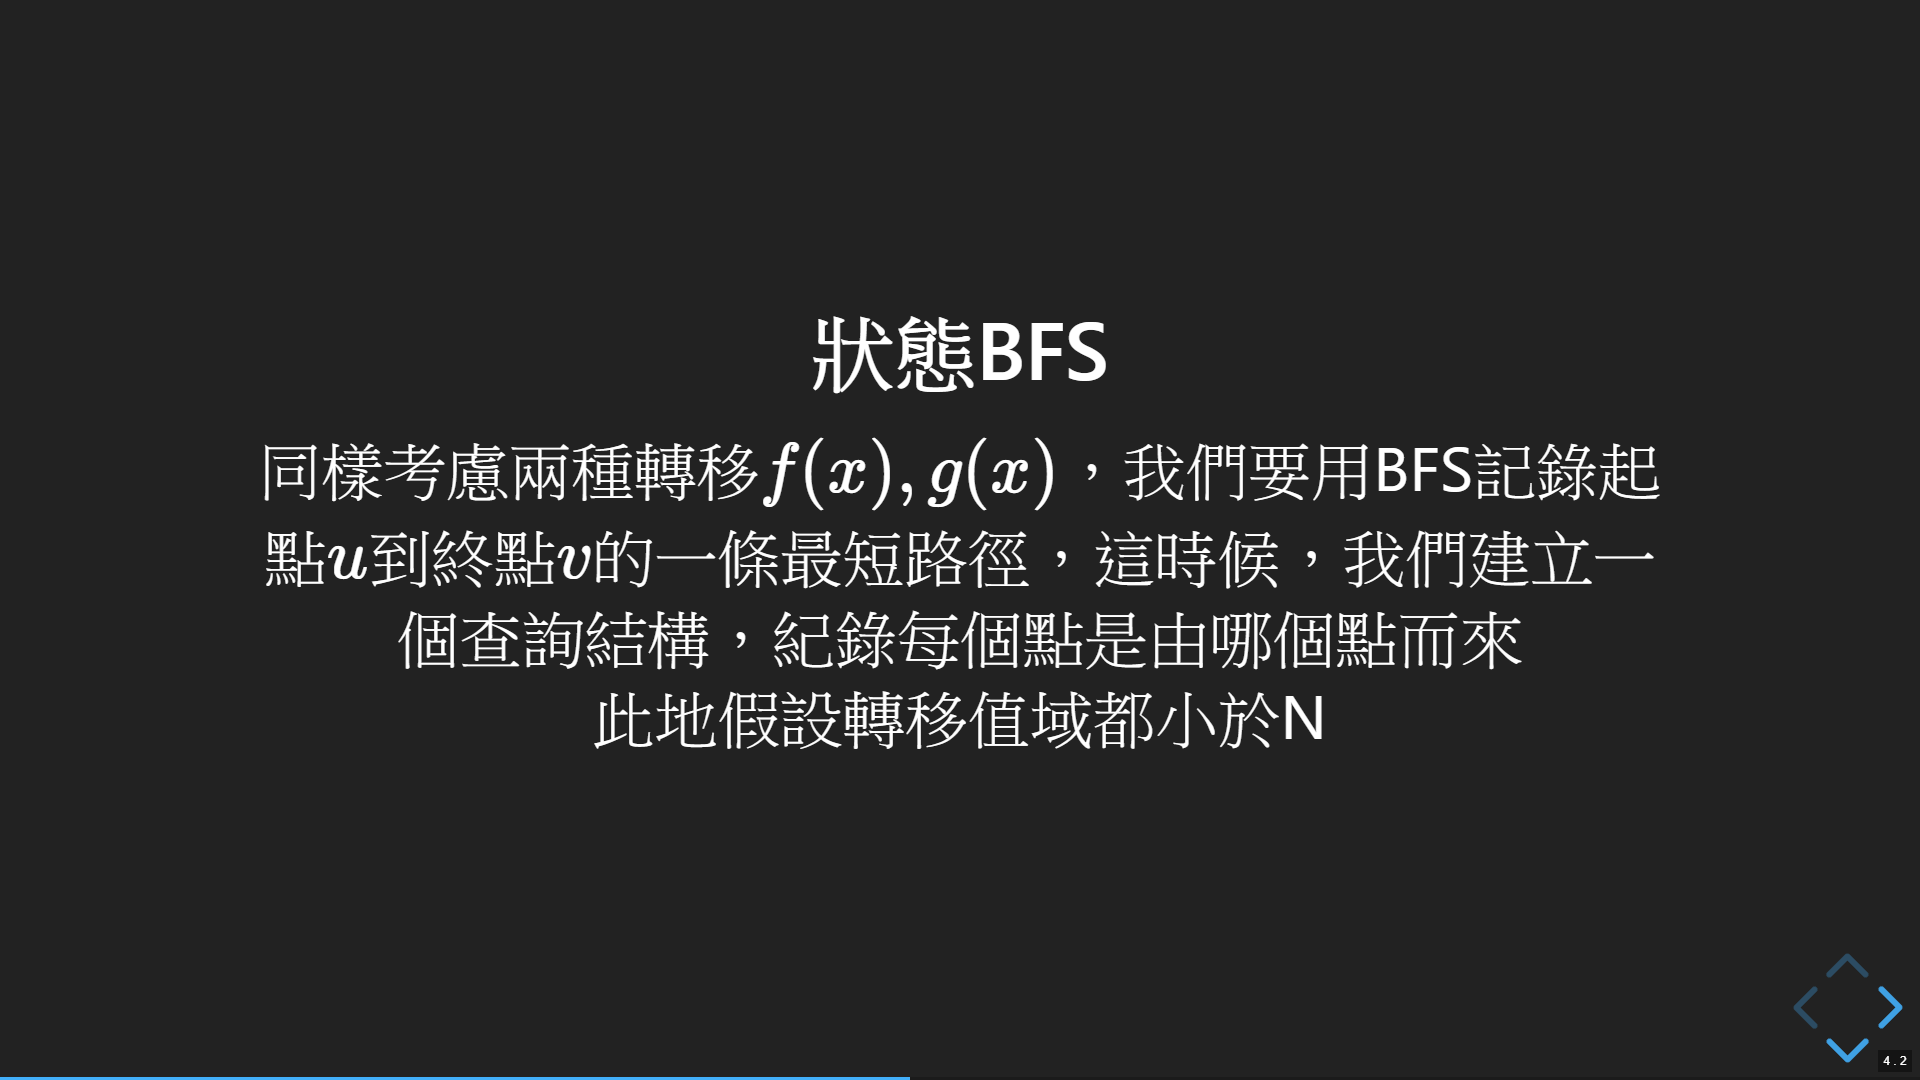 狀態BFS
同樣考慮兩種轉移f(x), g(x),我們要用BFS記錄起
點u到終點v的一條最短路徑,這時候,我們建立一
個查詢結構,紀錄每個點是由哪個點而來
此地假設轉移值域都小於N
4.2